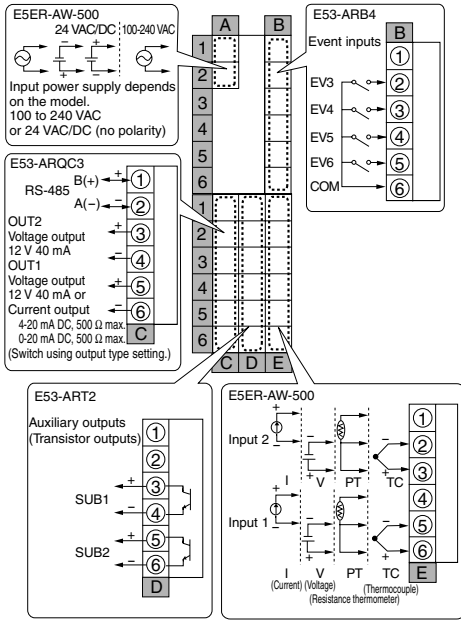 E5ER-AW-500
24 VAC/DC 100-240 VAC
+ + − −
Input power supply depends
on the model.
100 to 240 VAC
or 24 VAC/DC (no polarity)
A B
1
2
3
4
5
6
1
2
3
4
5
6
C D E
E53-ARB4
Event inputs
B
1
EV3 2
EV4 3
EV5 4
EV6 5
COM 6
E53-ARQC3
RS-485
B(+) + 1
A(−) − 2
OUT2 + 3
Voltage output
12 V 40 mA − 4
OUT1
Voltage output + 5
12 V 40 mA or
Current output − 6
4-20 mA DC, 500 Ω max.
0-20 mA DC, 500 Ω max.
C
(Switch using output type setting.)
E53-ART2
Auxiliary outputs
(Transistor outputs)
1
2
SUB1 + 3
− 4
SUB2 + 5
− 6
D
E5ER-AW-500
1
Input 2 + − − 2
− + + 3
I V PT TC
4
Input 1 + − − 5
− + + 6
I V PT TC E
(Current) (Voltage) (Thermocouple)
(Resistance thermometer)